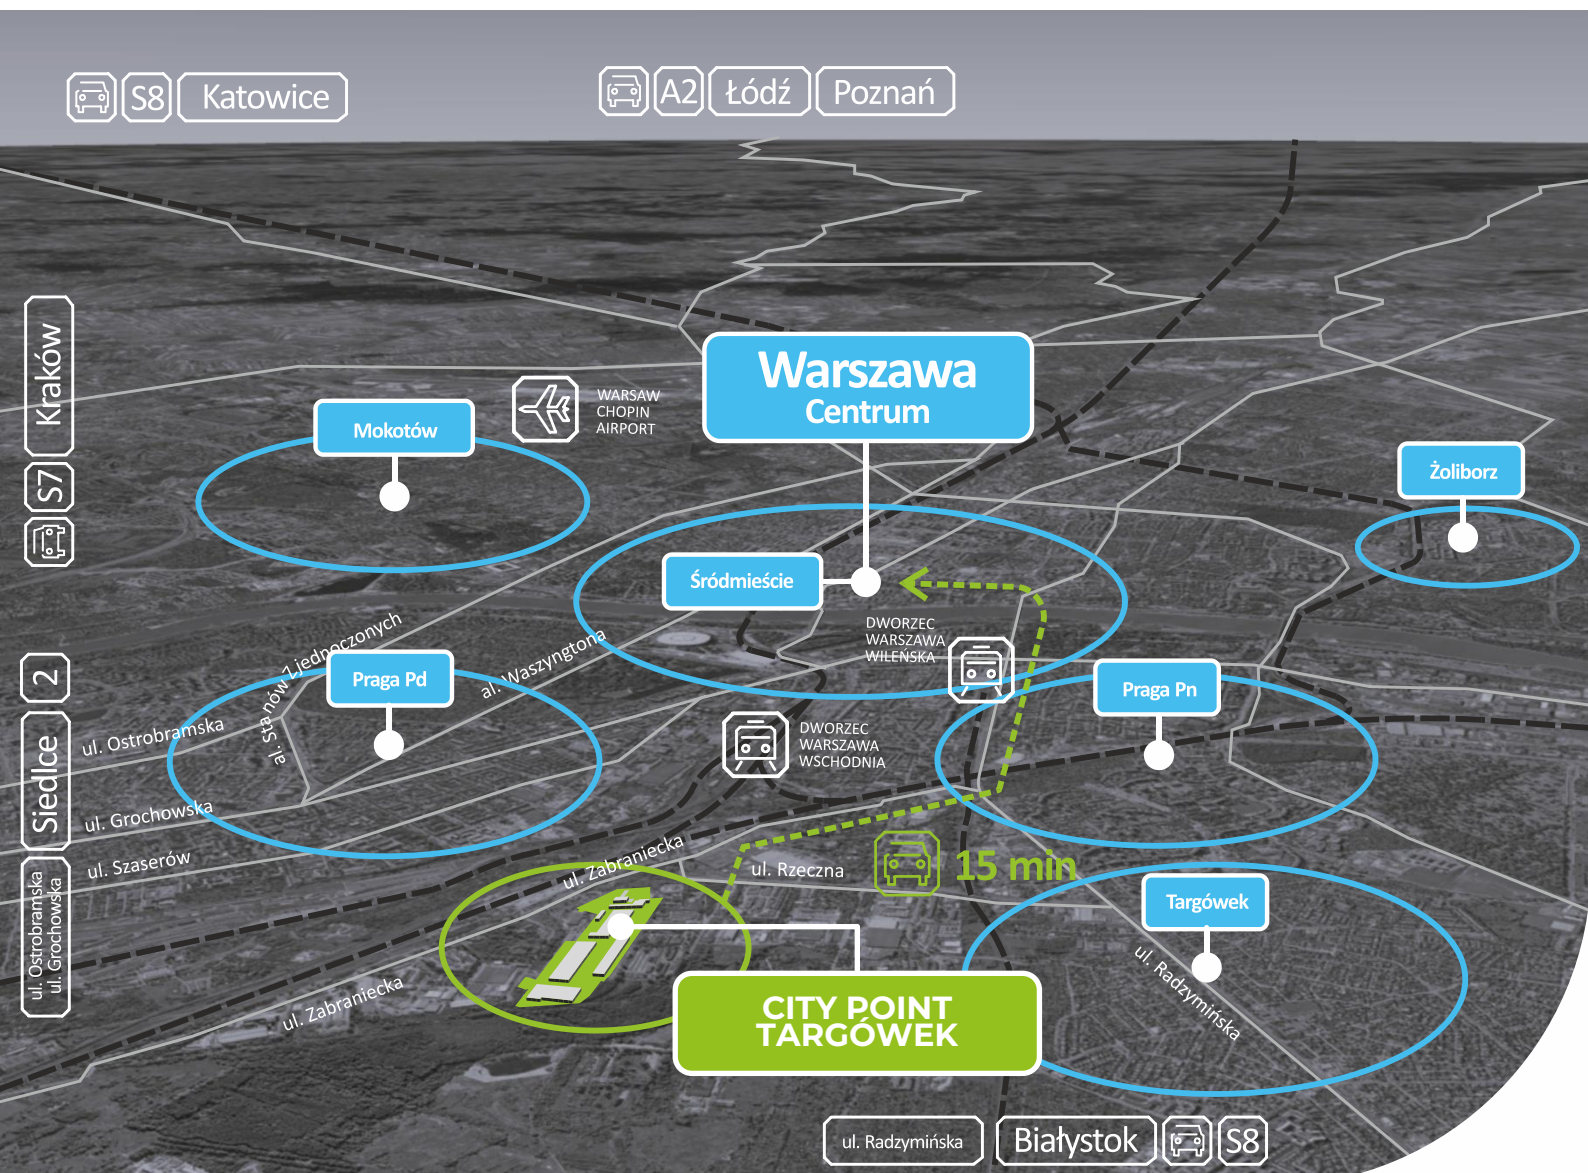 S8 Katowice
A2 Łódź Poznań
Kraków
S7
Warszawa
Centrum
WARSAW
CHOPIN
AIRPORT
Mokotów
Żoliborz
Śródmieście
DWORZEC
WARSZAWA
WILEŃSKA
al. Stanów Zjednoczonych
al. Waszyngtona
Praga Pd
Praga Pn
2
Siedlce
ul. Ostrobramska
ul. Grochowska
ul. Ostrobramska
DWORZEC
WARSZAWA
WSCHODNIA
ul. Grochowska
ul. Szaserów
ul. Zabraniecka
ul. Rzeczna
15 min
Targówek
ul. Radzymińska
ul. Zabraniecka
CITY POINT
TARGÓWEK
ul. Radzymińska Białystok S8